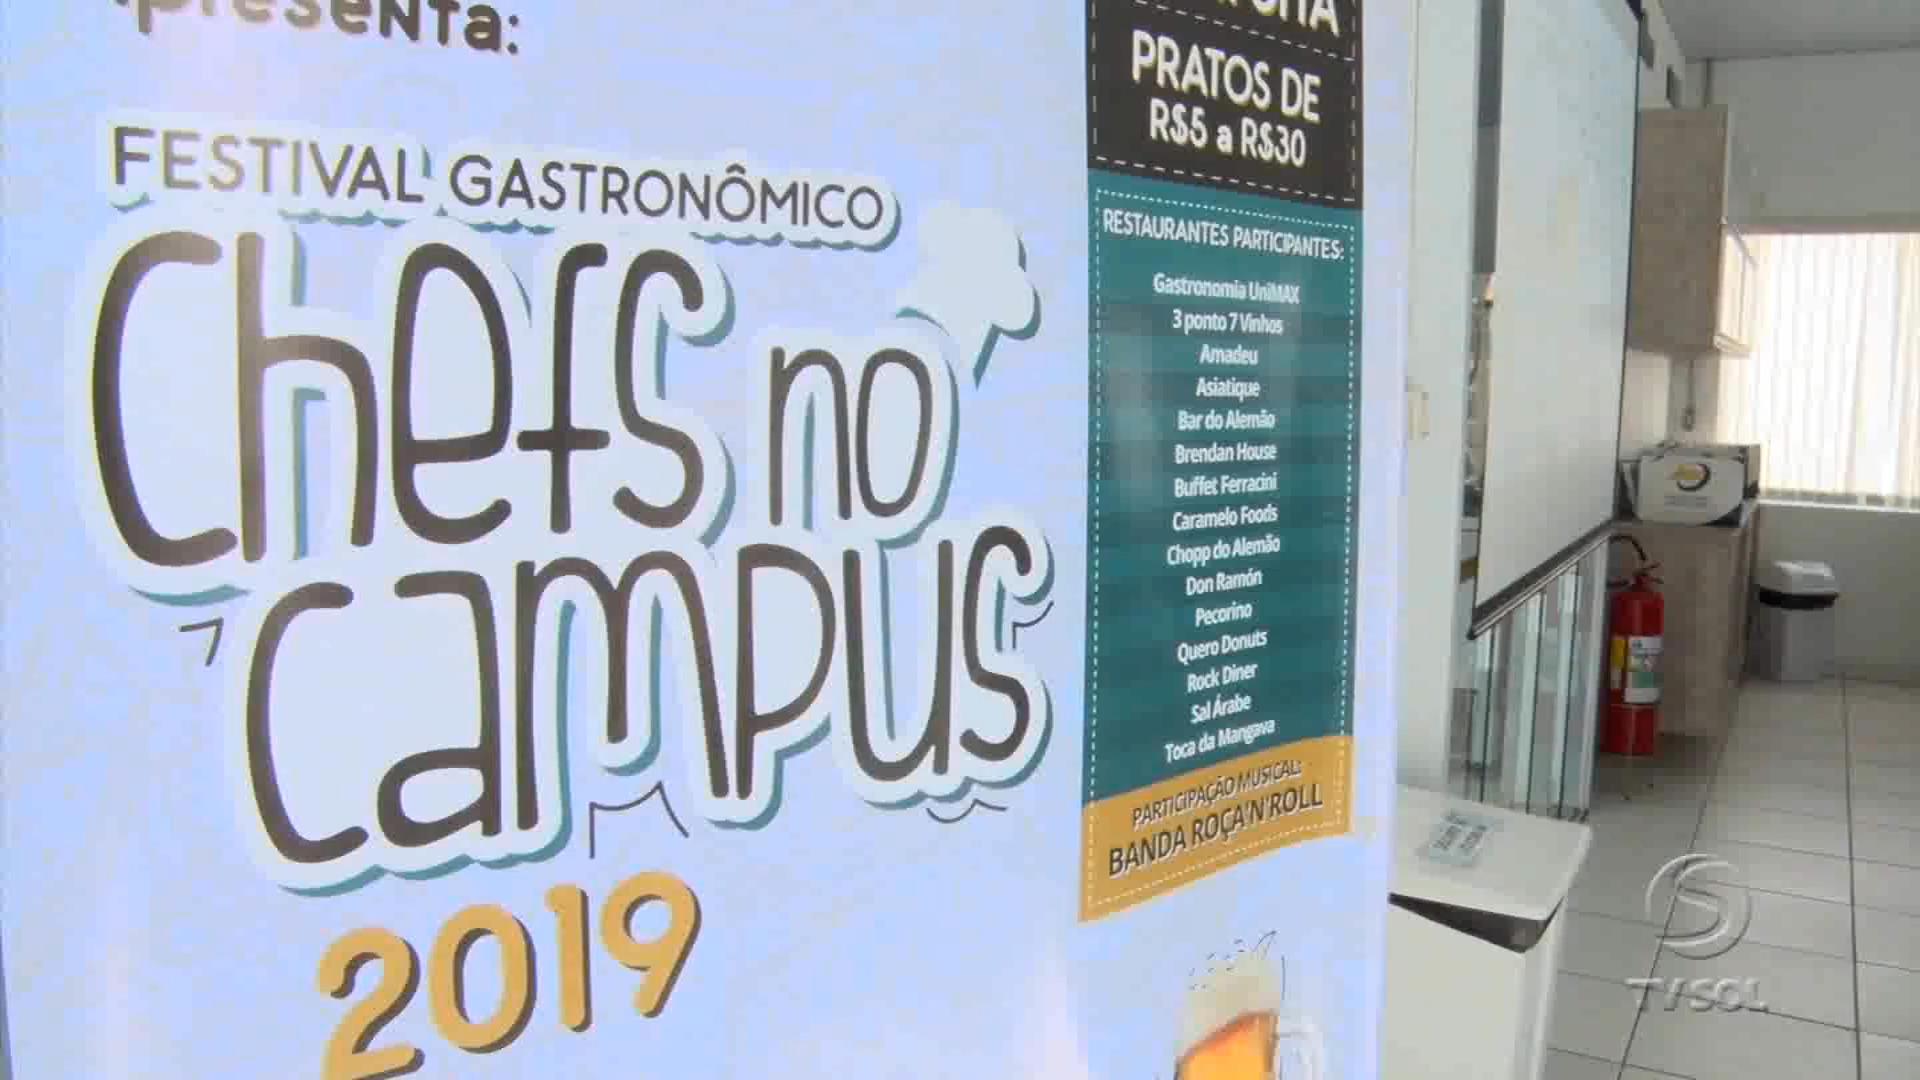 FESTIVAL GASTRONÔMICO
Chefs no
campus
2019
PRATOS DE
R$5 a R$30
RESTAURANTES PARTICIPANTES:
Gastronomia UniMAX
3 ponto 7 Vinhos
Amadeu
Asiatique
Bar do Alemão
Brendan House
Buffet Ferracini
Caramelo Foods
Chopp do Alemão
Don Ramón
Pecorino
Quero Donuts
Rock Diner
Sal Árabe
Toca da Mangava
PARTICIPAÇÃO MUSICAL:
BANDA ROÇA'N'ROLL
TVSOL